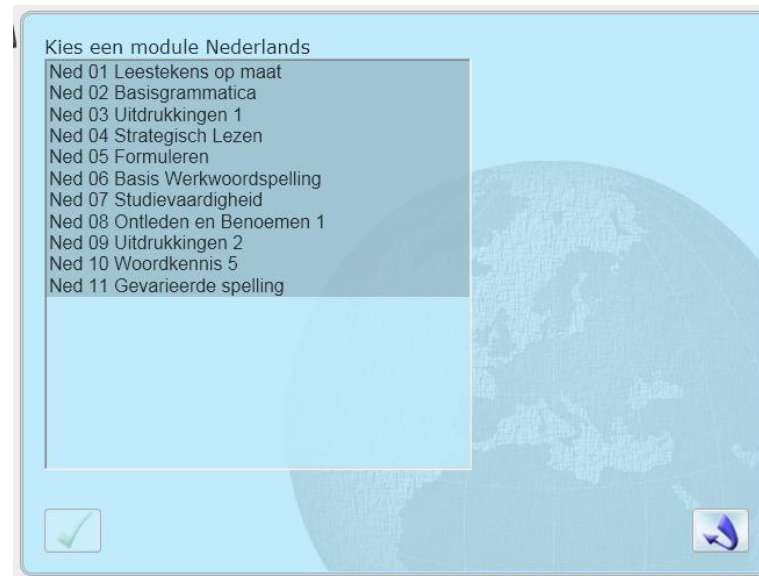 Kies een module Nederlands
Ned 01 Leestekens op maat
Ned 02 Basisgrammatica
Ned 03 Uitdrukkingen 1
Ned 04 Strategisch Lezen
Ned 05 Formuleren
Ned 06 Basis Werkwoordspelling
Ned 07 Studievaardigheid
Ned 08 Ontleden en Benoemen 1
Ned 09 Uitdrukkingen 2
Ned 10 Woordkennis 5
Ned 11 Gevarieerde spelling